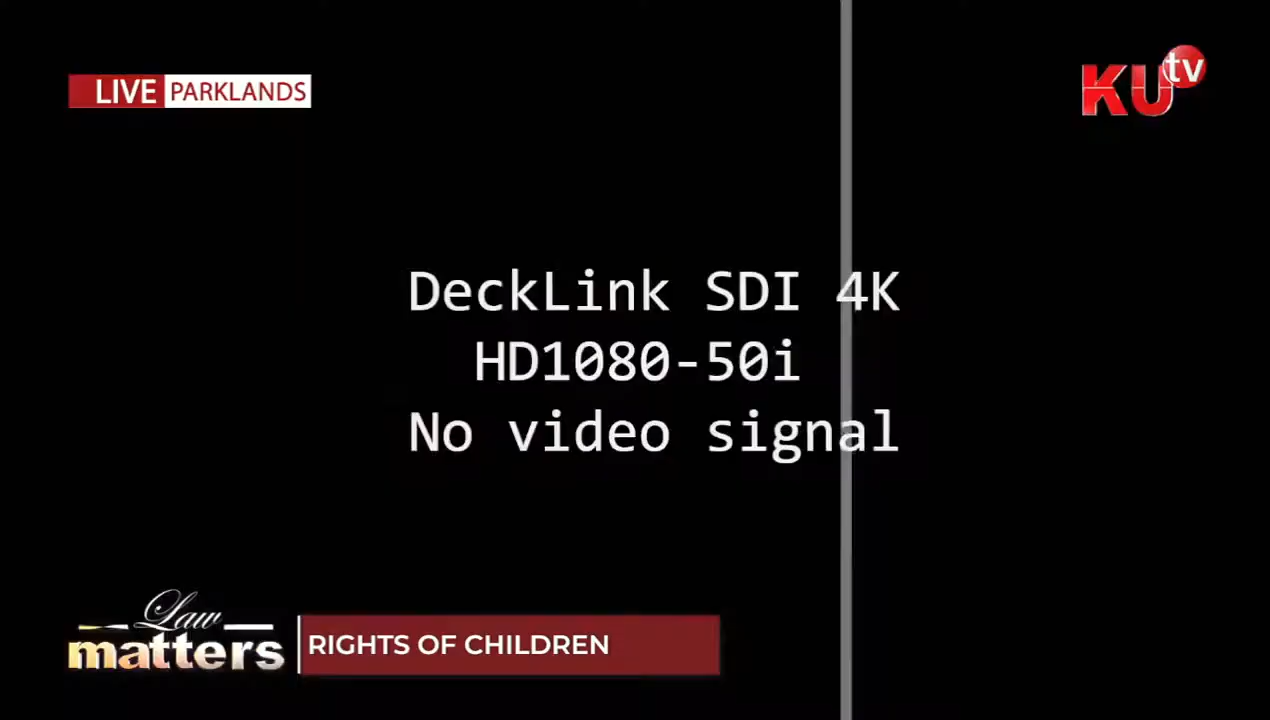 LIVE PARKLANDS
KU tv
DeckLink SDI 4K
HD1080-50i
No video signal
Law
matters
RIGHTS OF CHILDREN